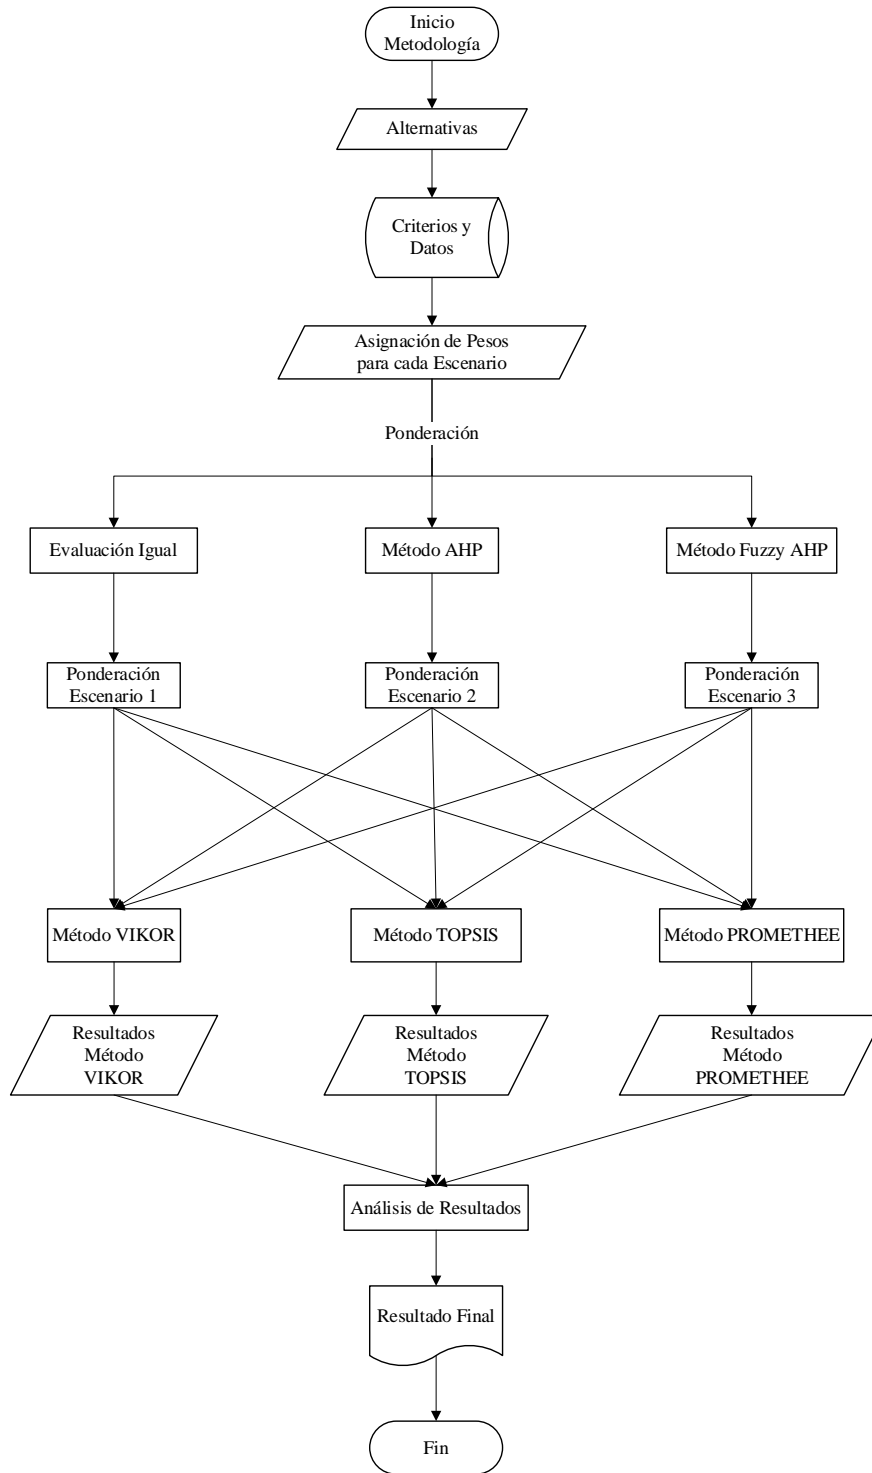 Inicio
Metodología
Alternativas
Criterios y
Datos
Asignación de Pesos
para cada Escenario
Ponderación
Evaluación Igual
Método AHP
Método Fuzzy AHP
Ponderación
Escenario 1
Ponderación
Escenario 2
Ponderación
Escenario 3
Método VIKOR
Método TOPSIS
Método PROMETHEE
Resultados
Método
VIKOR
Resultados
Método
TOPSIS
Resultados
Método
PROMETHEE
Análisis de Resultados
Resultado Final
Fin